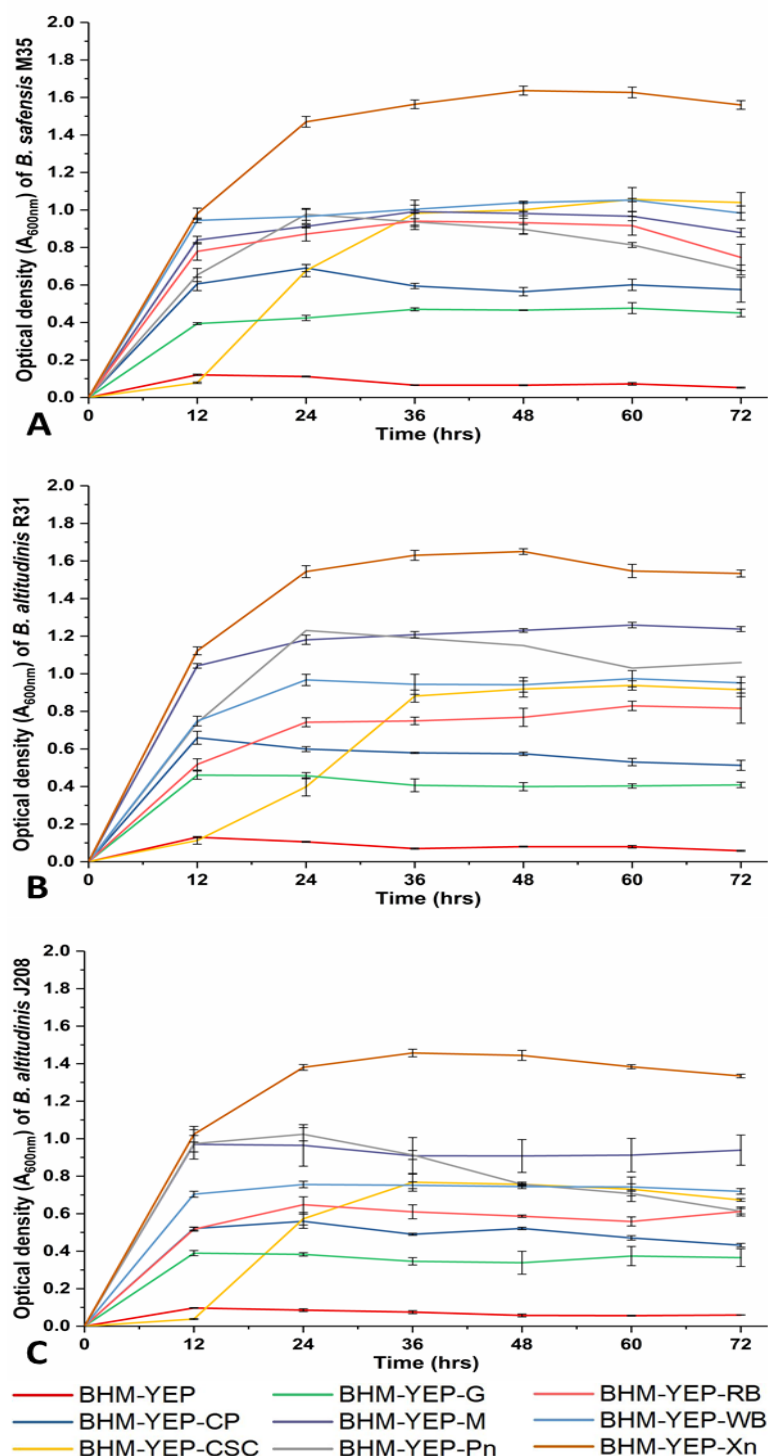 Optical density (A600nm) of B. safensis M35
2.0
1.8
1.6
1.4
1.2
1.0
0.8
0.6
0.4
0.2
0.0
0 12 24 36 48 60 72
Time (hrs)
A
Optical density (A600nm) of B. altitudinis R31
2.0
1.8
1.6
1.4
1.2
1.0
0.8
0.6
0.4
0.2
0.0
0 12 24 36 48 60 72
Time (hrs)
B
Optical density (A600nm) of B. altitudinis J208
2.0
1.8
1.6
1.4
1.2
1.0
0.8
0.6
0.4
0.2
0.0
0 12 24 36 48 60 72
Time (hrs)
C
BHM-YEP BHM-YEP-G BHM-YEP-RB
BHM-YEP-CP BHM-YEP-M BHM-YEP-WB
BHM-YEP-CSC BHM-YEP-Pn BHM-YEP-Xn